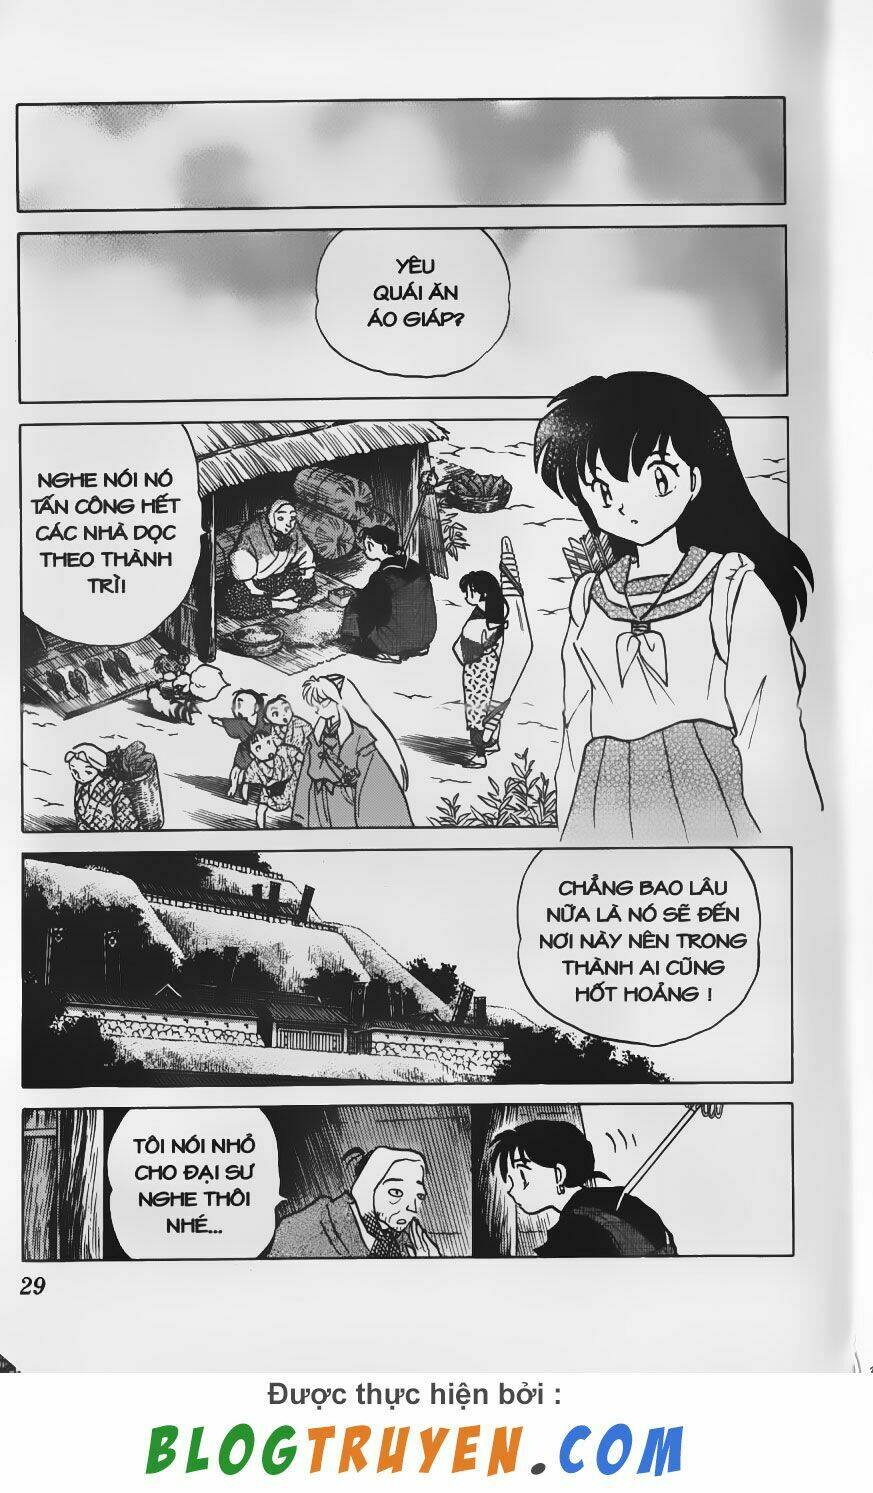 YÊU
QUÁI ĂN
ÁO GIÁP?
NGHE NÓI NÓ
TẤN CÔNG HẾT
CÁC NHÀ DỌC
THEO THÀNH
TRÌ!
CHẲNG BAO LÂU
NỮA LÀ NÓ SẼ ĐẾN
NƠI NÀY NÊN TRONG
THÀNH AI CŨNG
HỐT HOẢNG !
TÔI NÓI NHỎ
CHO ĐẠI SƯ
NGHE THÔI
NHÉ...
29
Được thực hiện bởi :
BLOGTRUYEN.COM